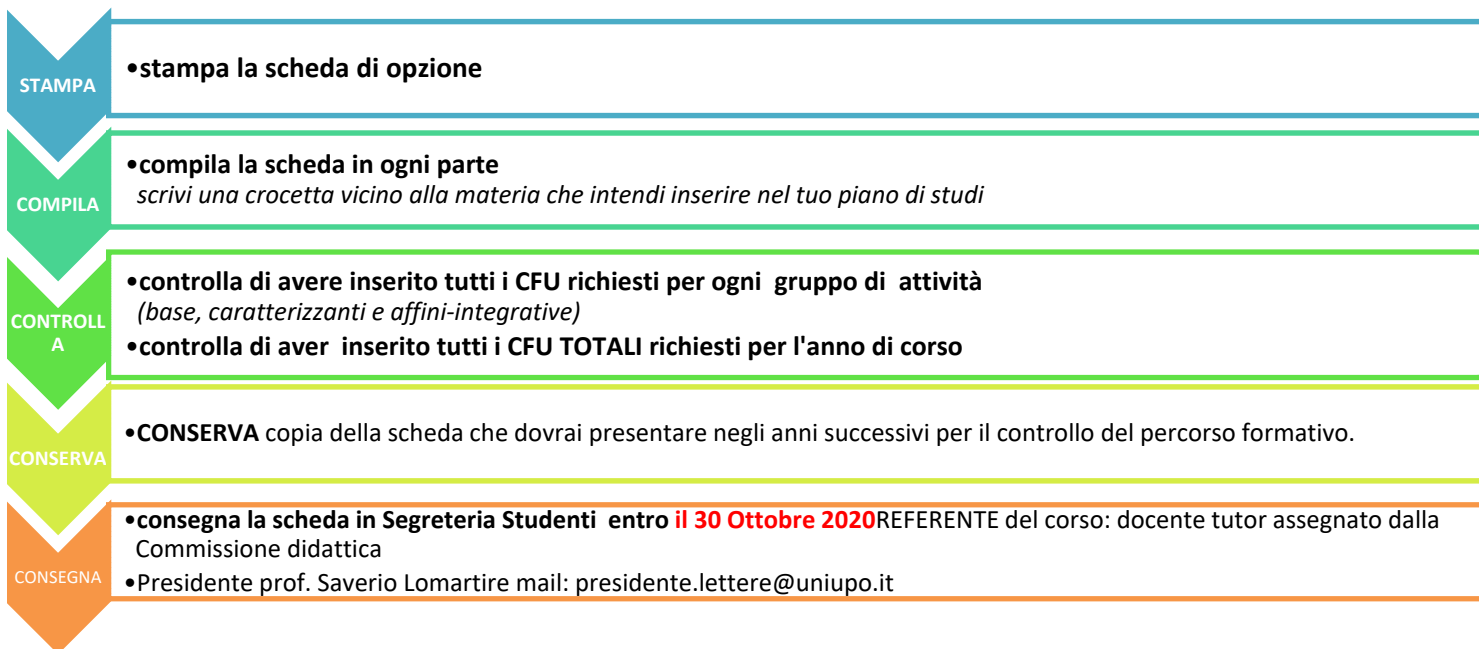 STAMPA
•stampa la scheda di opzione
COMPILA
•compila la scheda in ogni parte
scrivi una crocetta vicino alla materia che intendi inserire nel tuo piano di studi
CONTROLL
A
•controlla di avere inserito tutti i CFU richiesti per ogni gruppo di attività
(base, caratterizzanti e affini-integrative)
•controlla di aver inserito tutti i CFU TOTALI richiesti per l'anno di corso
CONSERVA
•CONSERVA copia della scheda che dovrai presentare negli anni successivi per il controllo del percorso formativo.
CONSEGNA
•consegna la scheda in Segreteria Studenti entro il 30 Ottobre 2020REFERENTE del corso: docente tutor assegnato dalla
Commissione didattica
•Presidente prof. Saverio Lomartire mail: presidente.lettere@uniupo.it